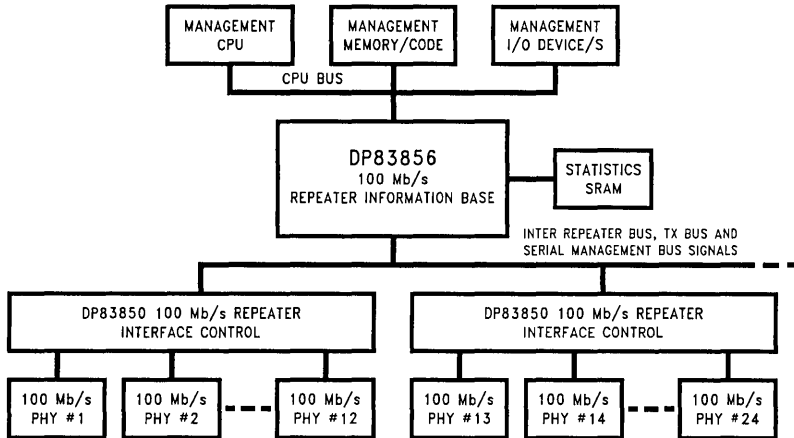 MANAGEMENT
CPU
MANAGEMENT
MEMORY/CODE
MANAGEMENT
I/O DEVICE/S
CPU BUS
DP83856
100 Mb/s
REPEATER INFORMATION BASE
STATISTICS
SRAM
INTER REPEATER BUS, TX BUS AND
SERIAL MANAGEMENT BUS SIGNALS
DP83850 100 Mb/s REPEATER
INTERFACE CONTROL
DP83850 100 Mb/s REPEATER
INTERFACE CONTROL
100 Mb/s
PHY #1
100 Mb/s
PHY #2
100 Mb/s
PHY #12
100 Mb/s
PHY #13
100 Mb/s
PHY #14
100 Mb/s
PHY #24